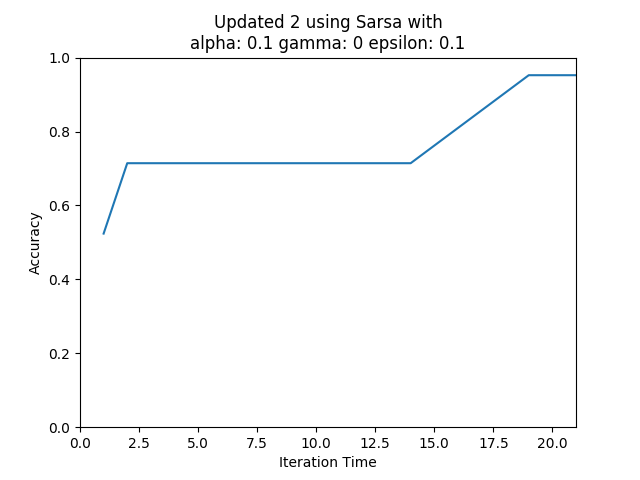 Updated 2 using Sarsa with
alpha: 0.1 gamma: 0 epsilon: 0.1
1.0
0.8
0.6
0.4
0.2
0.0
Accuracy
0.0 2.5 5.0 7.5 10.0 12.5 15.0 17.5 20.0
Iteration Time